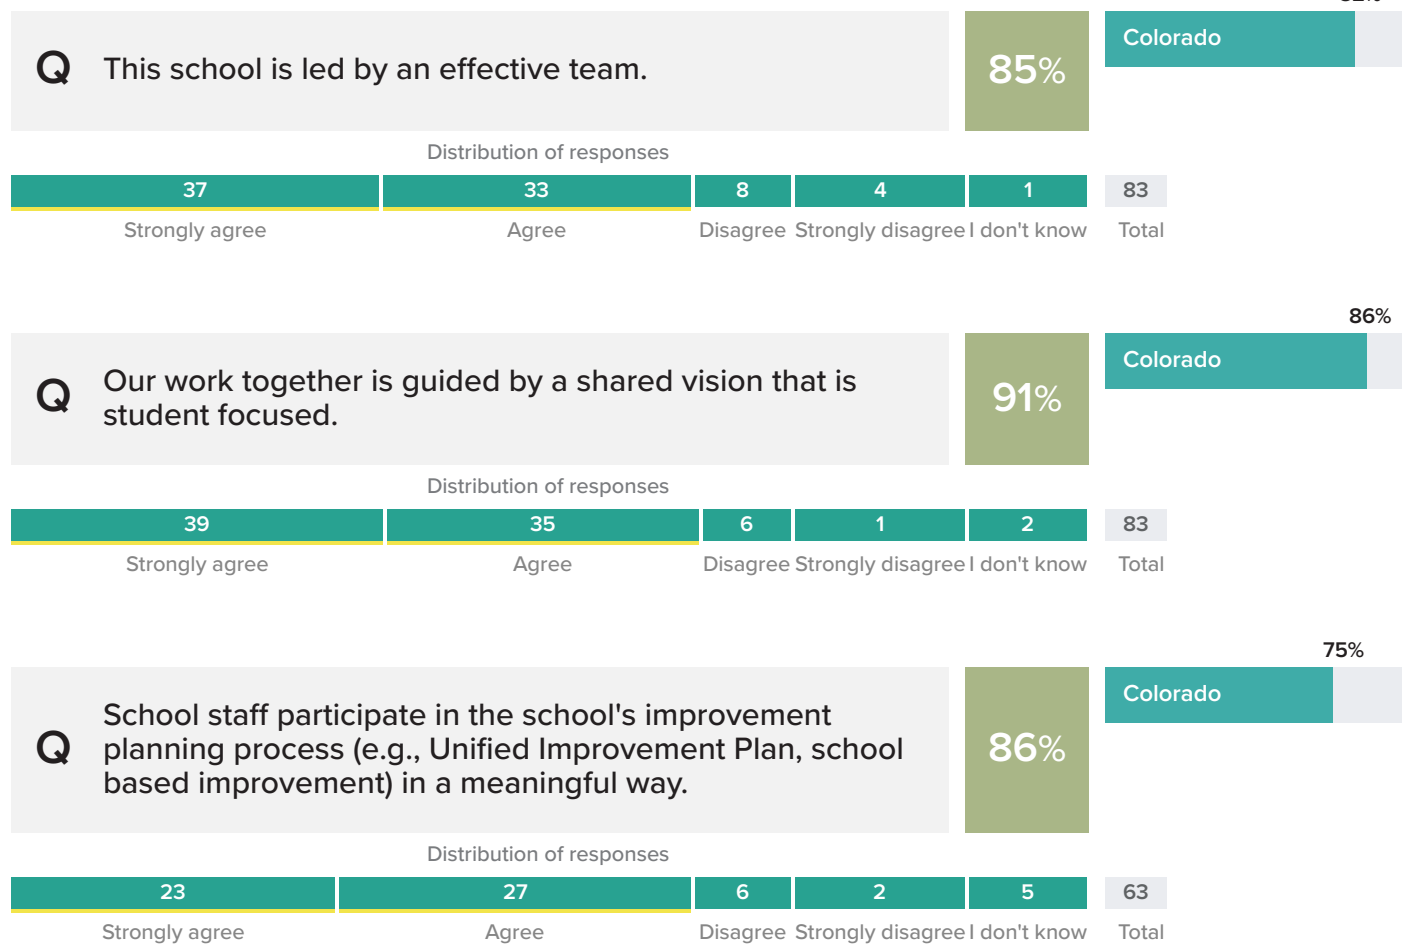 Q This school is led by an effective team.
85%
Colorado
Distribution of responses
37 33 8 4 1 83
Strongly agree Agree Disagree Strongly disagree I don't know Total
86%
Q Our work together is guided by a shared vision that is
student focused.
91%
Colorado
Distribution of responses
39 35 6 1 2 83
Strongly agree Agree Disagree Strongly disagree I don't know Total
75%
Q School staff participate in the school's improvement
planning process (e.g., Unified Improvement Plan, school
based improvement) in a meaningful way.
86%
Colorado
Distribution of responses
23 27 6 2 5 63
Strongly agree Agree Disagree Strongly disagree I don't know Total